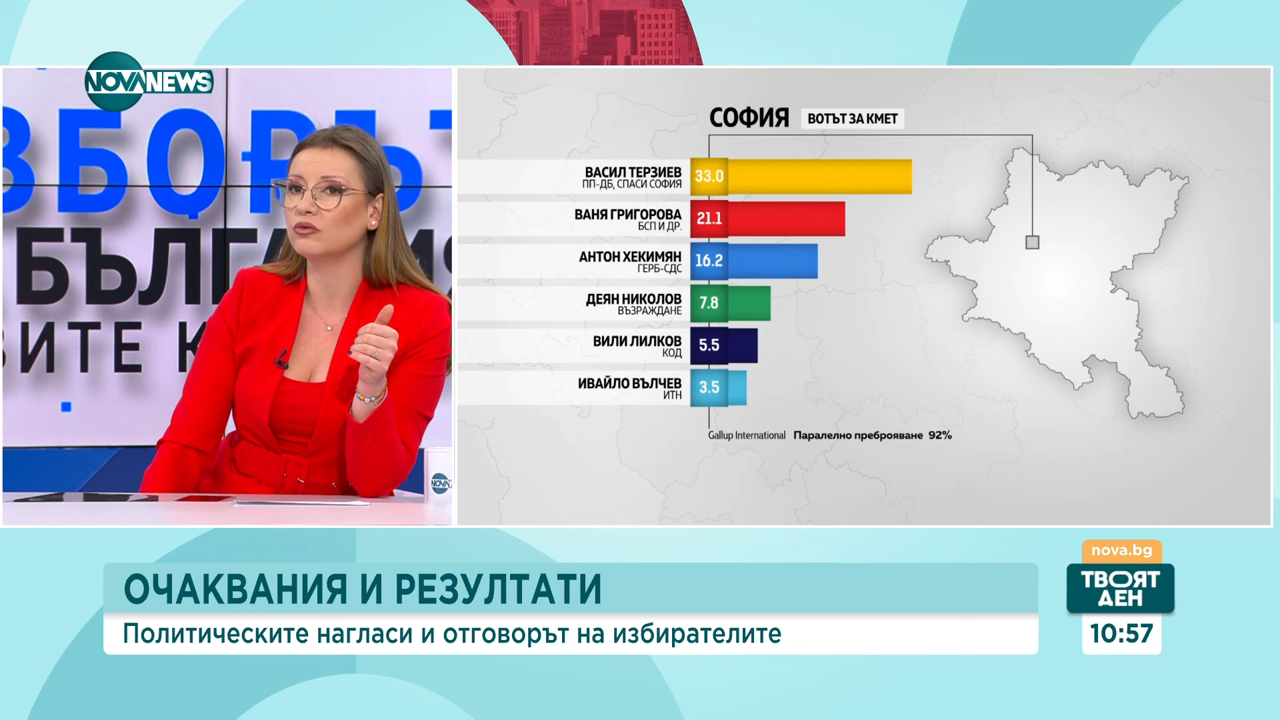 NOVA NEWS
ЗБОРЪТ
БЪЛГАРИЯ
ВИТЕ К
СОФИЯ
ВОТЪТ ЗА КМЕТ
ВАСИЛ ТЕРЗИЕВ
ПП-ДБ, СПАСИ СОФИЯ
33.0
ВАНЯ ГРИГОРОВА
БСП И ДР.
21.1
АНТОН ХЕКИМЯН
ГЕРБ-СДС
16.2
ДЕЯН НИКОЛОВ
ВЪЗРАЖДАНЕ
7.8
ВИЛИ ЛИЛКОВ
КОД
5.5
ИВАЙЛО ВЪЛЧЕВ
ИТН
3.5
Gallup International Паралелно преброяване 92%
ОЧАКВАНИЯ И РЕЗУЛТАТИ
Политическите нагласи и отговорът на избирателите
nova.bg
ТВОЯТ
ДЕН
10:57